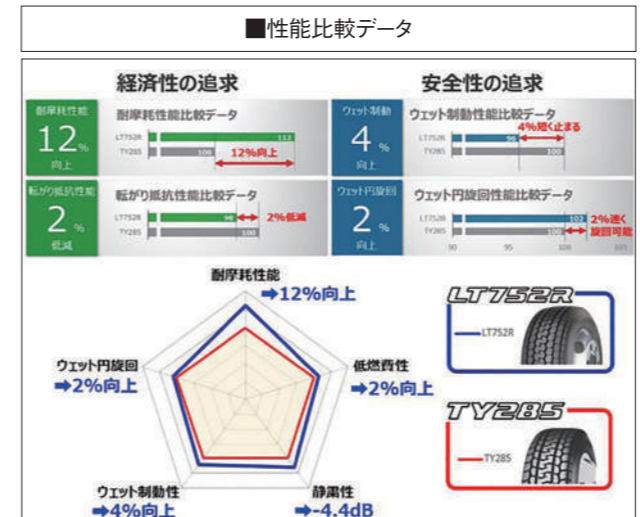 ■性能比較データ
経済性の追求
耐摩耗性能
12%
向上
耐摩耗性能比較データ
LT752R 112
TY285 100
12%向上
転がり抵抗性能
2%
低減
転がり抵抗性能比較データ
LT752R 98
TY285 100
2%低減
安全性の追求
ウェット制動
4%
向上
ウェット制動性能比較データ
4%短く止まる
LT752R 96
TY285 100
ウェット円旋回
2%
向上
ウェット円旋回性能比較データ
LT752R 102
TY285 100
2%速く
旋回可能
90 95 100 105
耐摩耗性能
➡12%向上
ウェット円旋回
➡2%向上
低燃費性
➡2%向上
ウェット制動性
➡4%向上
静粛性
➡-4.4dB
LT752R
LT752R
TY285
TY285